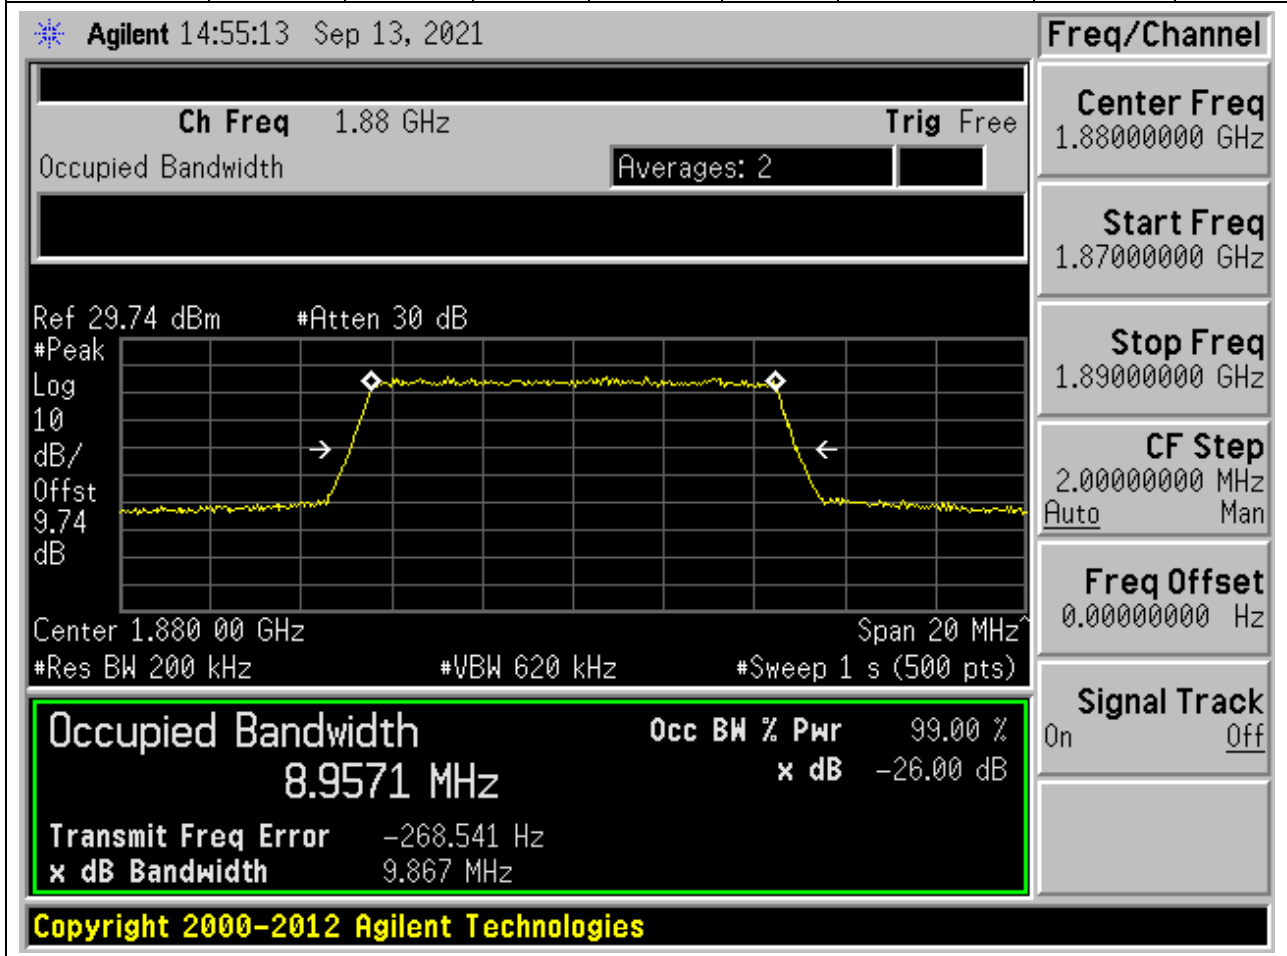 Agilent 14:55:13 Sep 13, 2021
Ch Freq 1.88 GHz Trig Free
Occupied Bandwidth Averages: 2
Ref 29.74 dBm #Atten 30 dB
#Peak
Log
10
dB/
Offst
9.74
dB
Center 1.880 00 GHz Span 20 MHz^
#Res BW 200 kHz #VBW 620 kHz #Sweep 1 s (500 pts)
Occupied Bandwidth Occ BW % Pwr 99.00 %
8.9571 MHz x dB -26.00 dB
Transmit Freq Error -268.541 Hz
x dB Bandwidth 9.867 MHz
Copyright 2000-2012 Agilent Technologies
Freq/Channel
Center Freq
1.88000000 GHz
Start Freq
1.87000000 GHz
Stop Freq
1.89000000 GHz
CF Step
2.00000000 MHz
Auto Man
Freq Offset
0.00000000 Hz
Signal Track
On Off